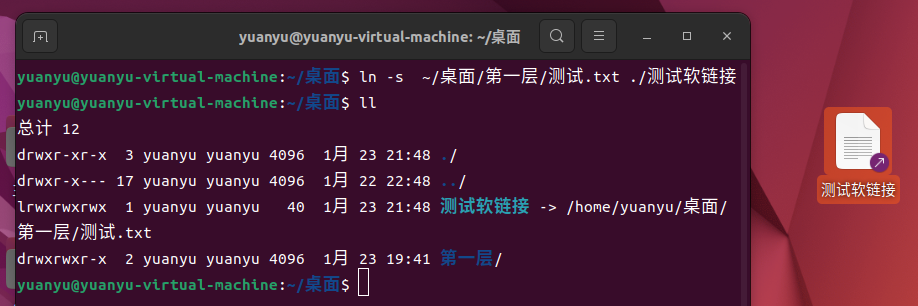 yuanyu@yuanyu-virtual-machine: ~/桌面
yuanyu@yuanyu-virtual-machine:~/桌面$ ln -s  ~/桌面/第一层/测试.txt ./测试软链接
yuanyu@yuanyu-virtual-machine:~/桌面$ ll
总计 12
drwxr-xr-x  3 yuanyu yuanyu 4096  1月 23 21:48 ./
drwxr-x--- 17 yuanyu yuanyu 4096  1月 22 22:48 ../
lrwxrwxrwx  1 yuanyu yuanyu   40  1月 23 21:48 测试软链接 -> /home/yuanyu/桌面/
第一层/测试.txt
drwxrwxr-x  2 yuanyu yuanyu 4096  1月 23 19:41 第一层/
yuanyu@yuanyu-virtual-machine:~/桌面$
测试软链接